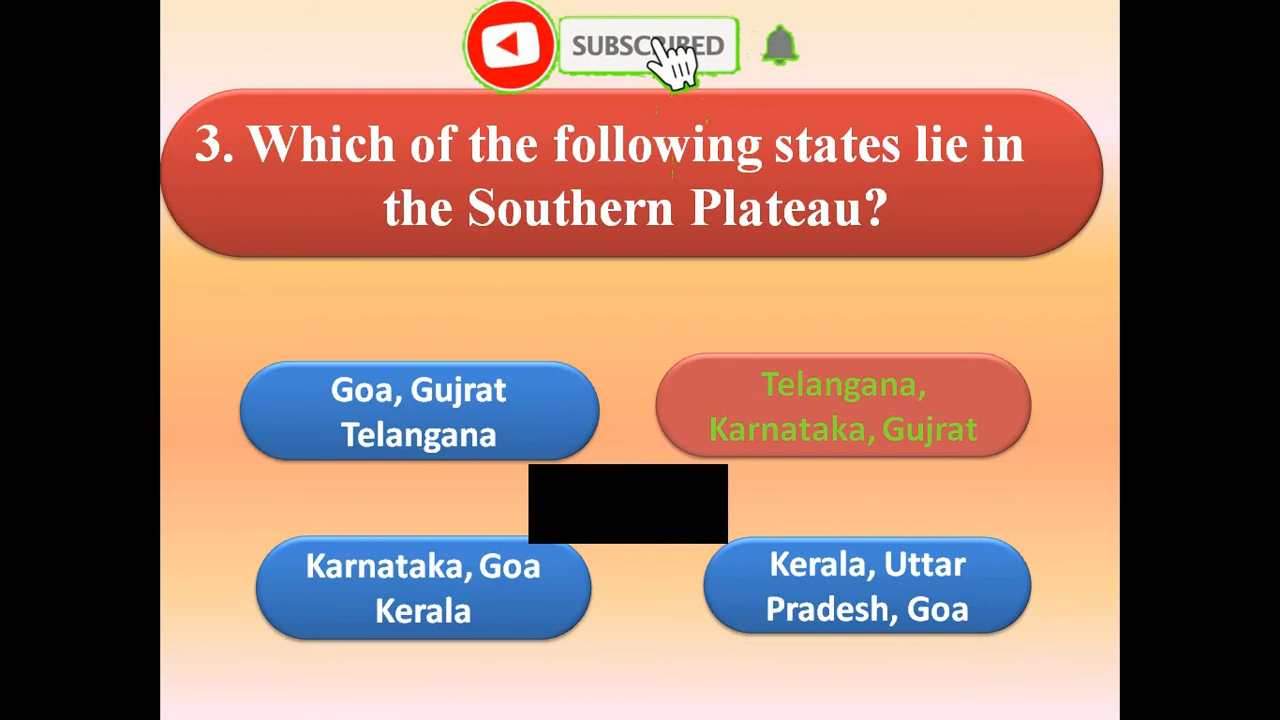 SUBSCRIBED
3. Which of the following states lie in
the Southern Plateau?
Goa, Gujrat
Telangana
Telangana,
Karnataka, Gujrat
Karnataka, Goa
Kerala
Kerala, Uttar
Pradesh, Goa